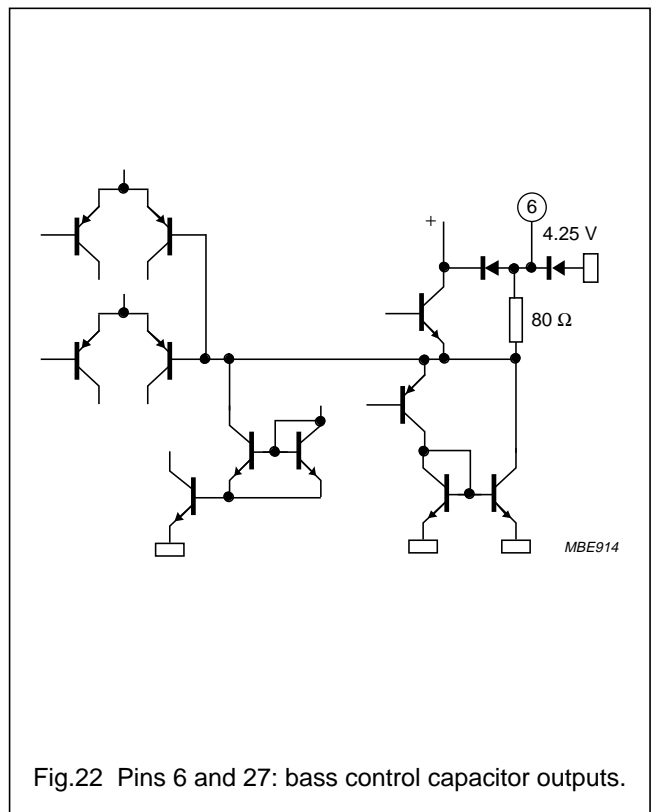 6
+
4.25 V
80 Ω
MBE914
Fig.22 Pins 6 and 27: bass control capacitor outputs.